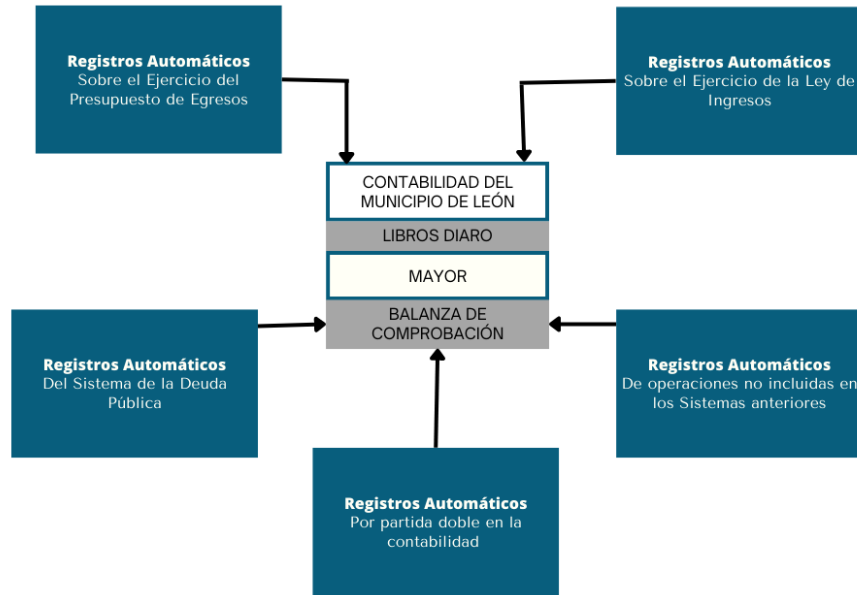 Registros Automáticos
Sobre el Ejercicio del
Presupuesto de Egresos
Registros Automáticos
Sobre el Ejercicio de la Ley de
Ingresos
CONTABILIDAD DEL
MUNICIPIO DE LEÓN
LIBROS DIARO
MAYOR
BALANZA DE
COMPROBACIÓN
Registros Automáticos
Del Sistema de la Deuda
Pública
Registros Automáticos
De operaciones no incluidas en
los Sistemas anteriores
Registros Automáticos
Por partida doble en la
contabilidad